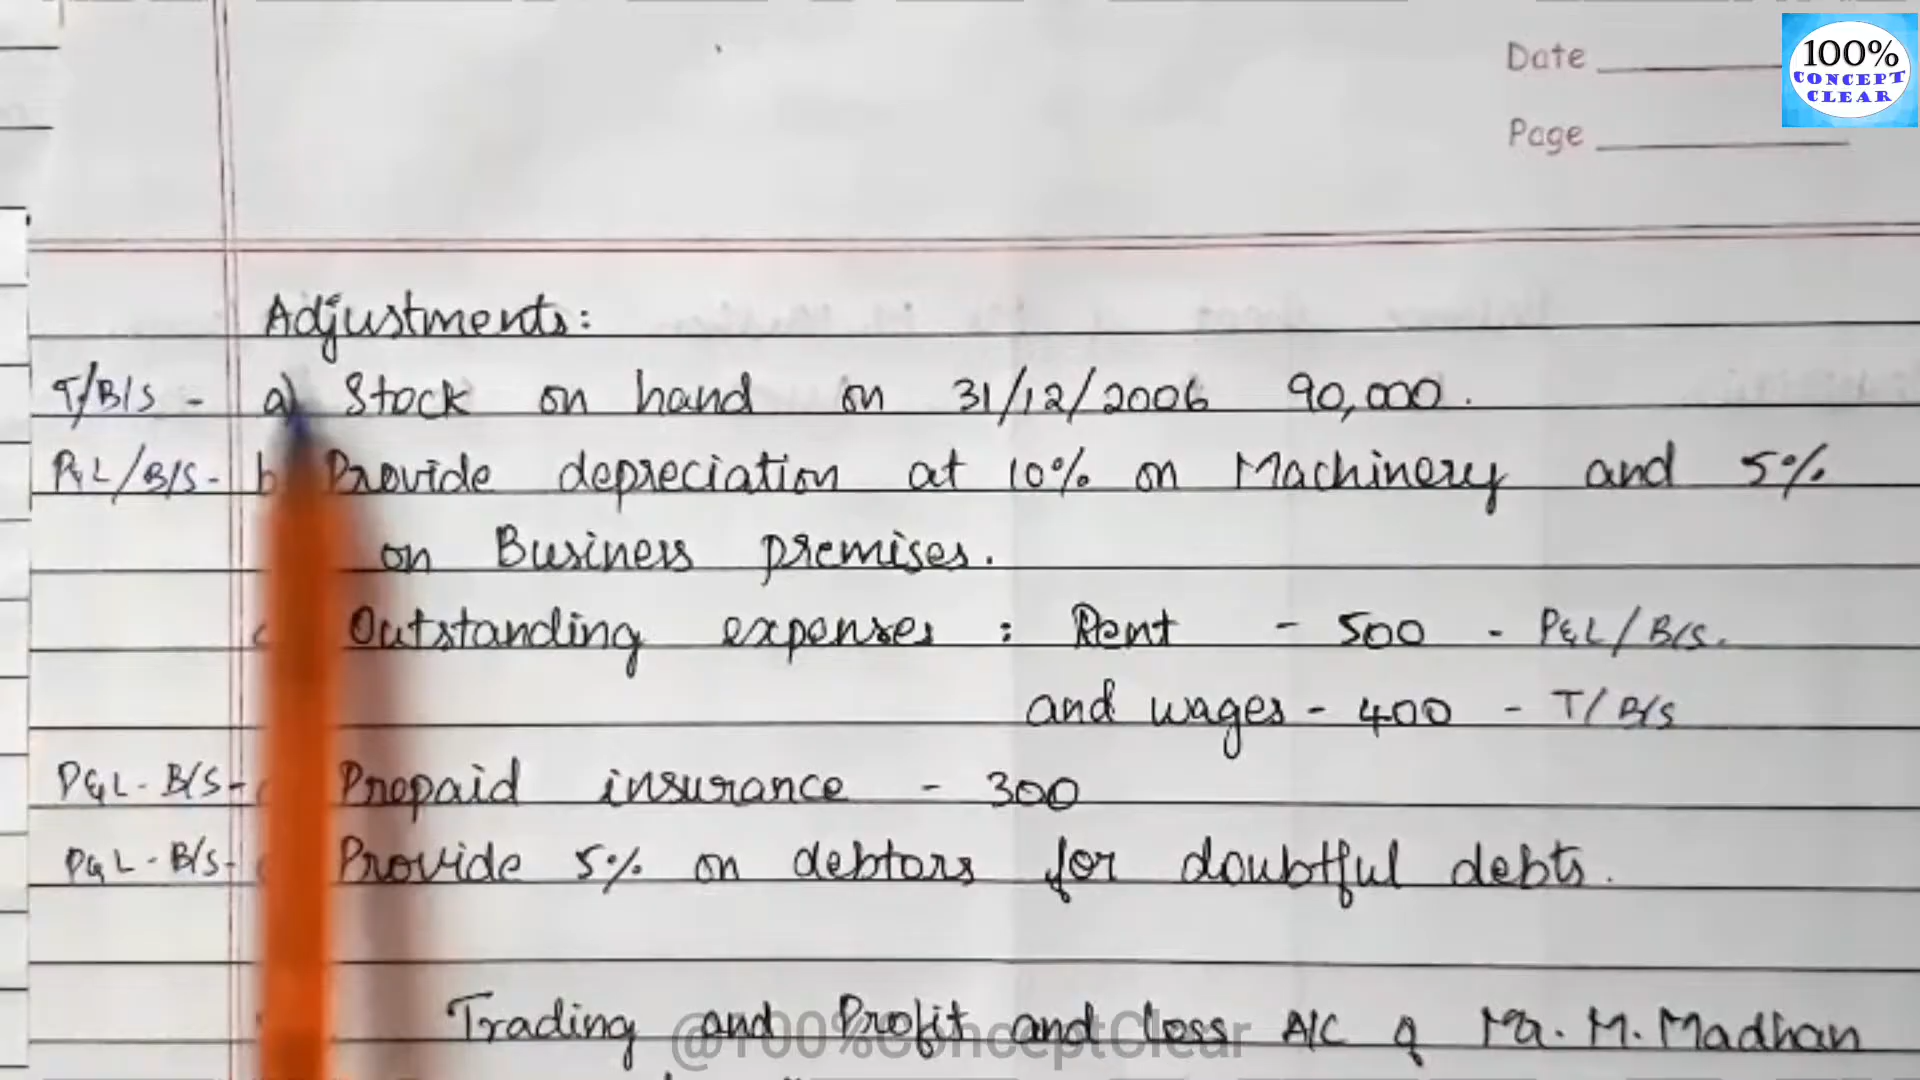 Date
Page
100%
CONCEPT
CLEAR
Adjustments:
T/B/S - a) Stock on hand on 31/12/2006 90,000.
P&L/B/S - b Provide depreciation at 10% on Machinery and 5%
on Business premises.
Outstanding expenses : Rent - 500 - P&L/B/S.
and wages - 400 - T/B/S
P&L - B/S - Prepaid insurance - 300
P&L - B/S - Provide 5% on debtors for doubtful debts.
Trading and Profit and Loss A/C of Mr. M. Madhan
@100%ConceptClear